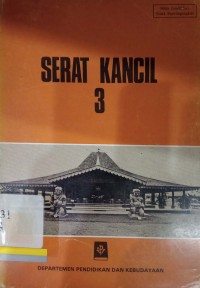 SERAT KANCIL
3
DEPARTEMEN PENDIDIKAN DAN KEBUDAYAAN